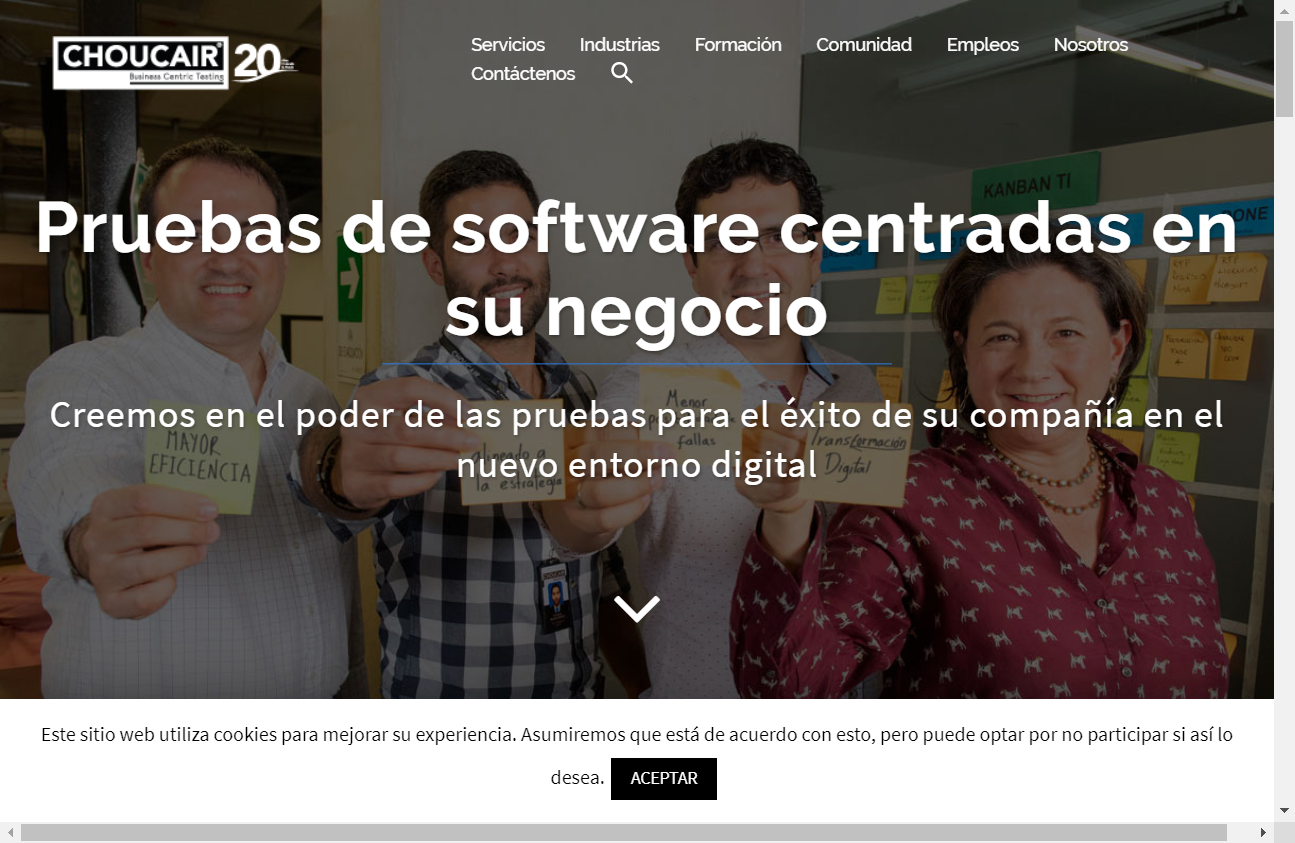 CHOUCAIR®
Business Centric Testing
20
Servicios Industrias Formación Comunidad Empleos Nosotros
Contáctenos
KANBAN TI
DONE
Pruebas de software centradas en
su negocio
Creemos en el poder de las pruebas para el éxito de su compañía en el
nuevo entorno digital
MAYOR
EFICIENCIA
alineado a
la estrategia
Menor
fallas
Transformación
Digital
CHOUCAIR
Este sitio web utiliza cookies para mejorar su experiencia. Asumiremos que está de acuerdo con esto, pero puede optar por no participar si así lo
desea. ACEPTAR